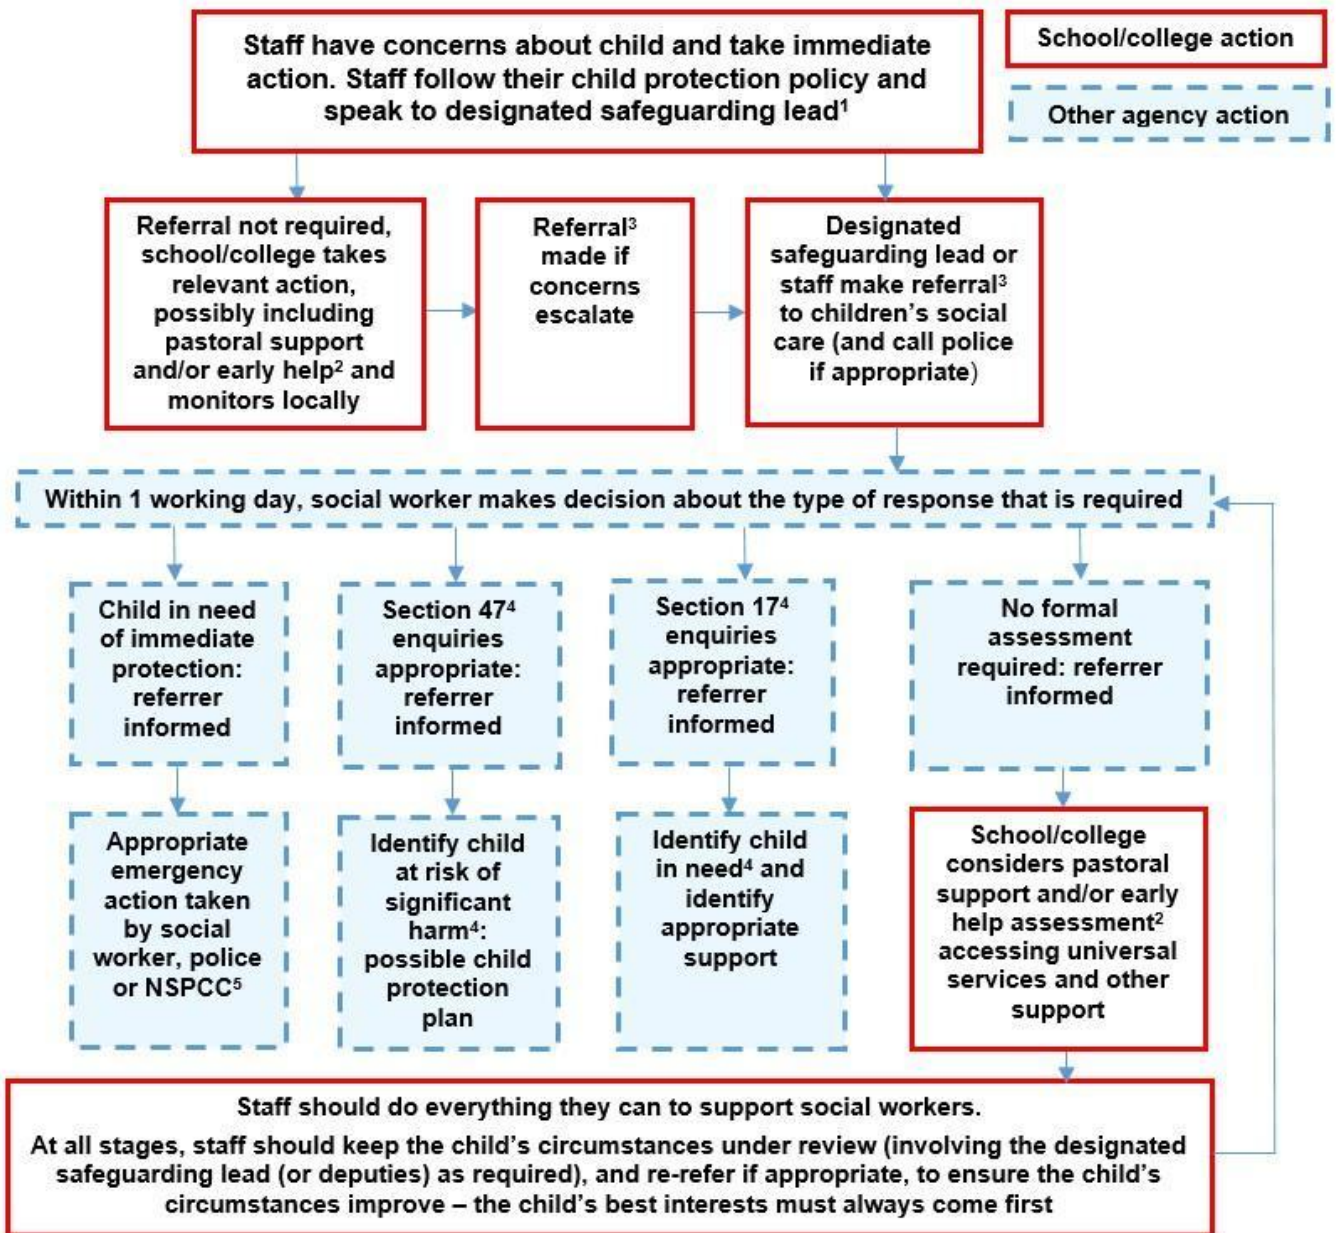 Staff have concerns about child and take immediate
action. Staff follow their child protection policy and
speak to designated safeguarding lead¹
School/college action
Other agency action
Referral not required,
school/college takes
relevant action,
possibly including
pastoral support
and/or early help² and
monitors locally
Referral³
made if
concerns
escalate
Designated
safeguarding lead or
staff make referral³
to children’s social
care (and call police
if appropriate)
Within 1 working day, social worker makes decision about the type of response that is required
Child in need
of immediate
protection:
referrer
informed
Section 47⁴
enquiries
appropriate:
referrer
informed
Section 17⁴
enquiries
appropriate:
referrer
informed
No formal
assessment
required: referrer
informed
Appropriate
emergency
action taken
by social
worker, police
or NSPCC⁵
Identify child
at risk of
significant
harm⁴:
possible child
protection
plan
Identify child
in need⁴ and
identify
appropriate
support
School/college
considers pastoral
support and/or early
help assessment²
accessing universal
services and other
support
Staff should do everything they can to support social workers.
At all stages, staff should keep the child’s circumstances under review (involving the designated
safeguarding lead (or deputies) as required), and re-refer if appropriate, to ensure the child’s
circumstances improve – the child’s best interests must always come first